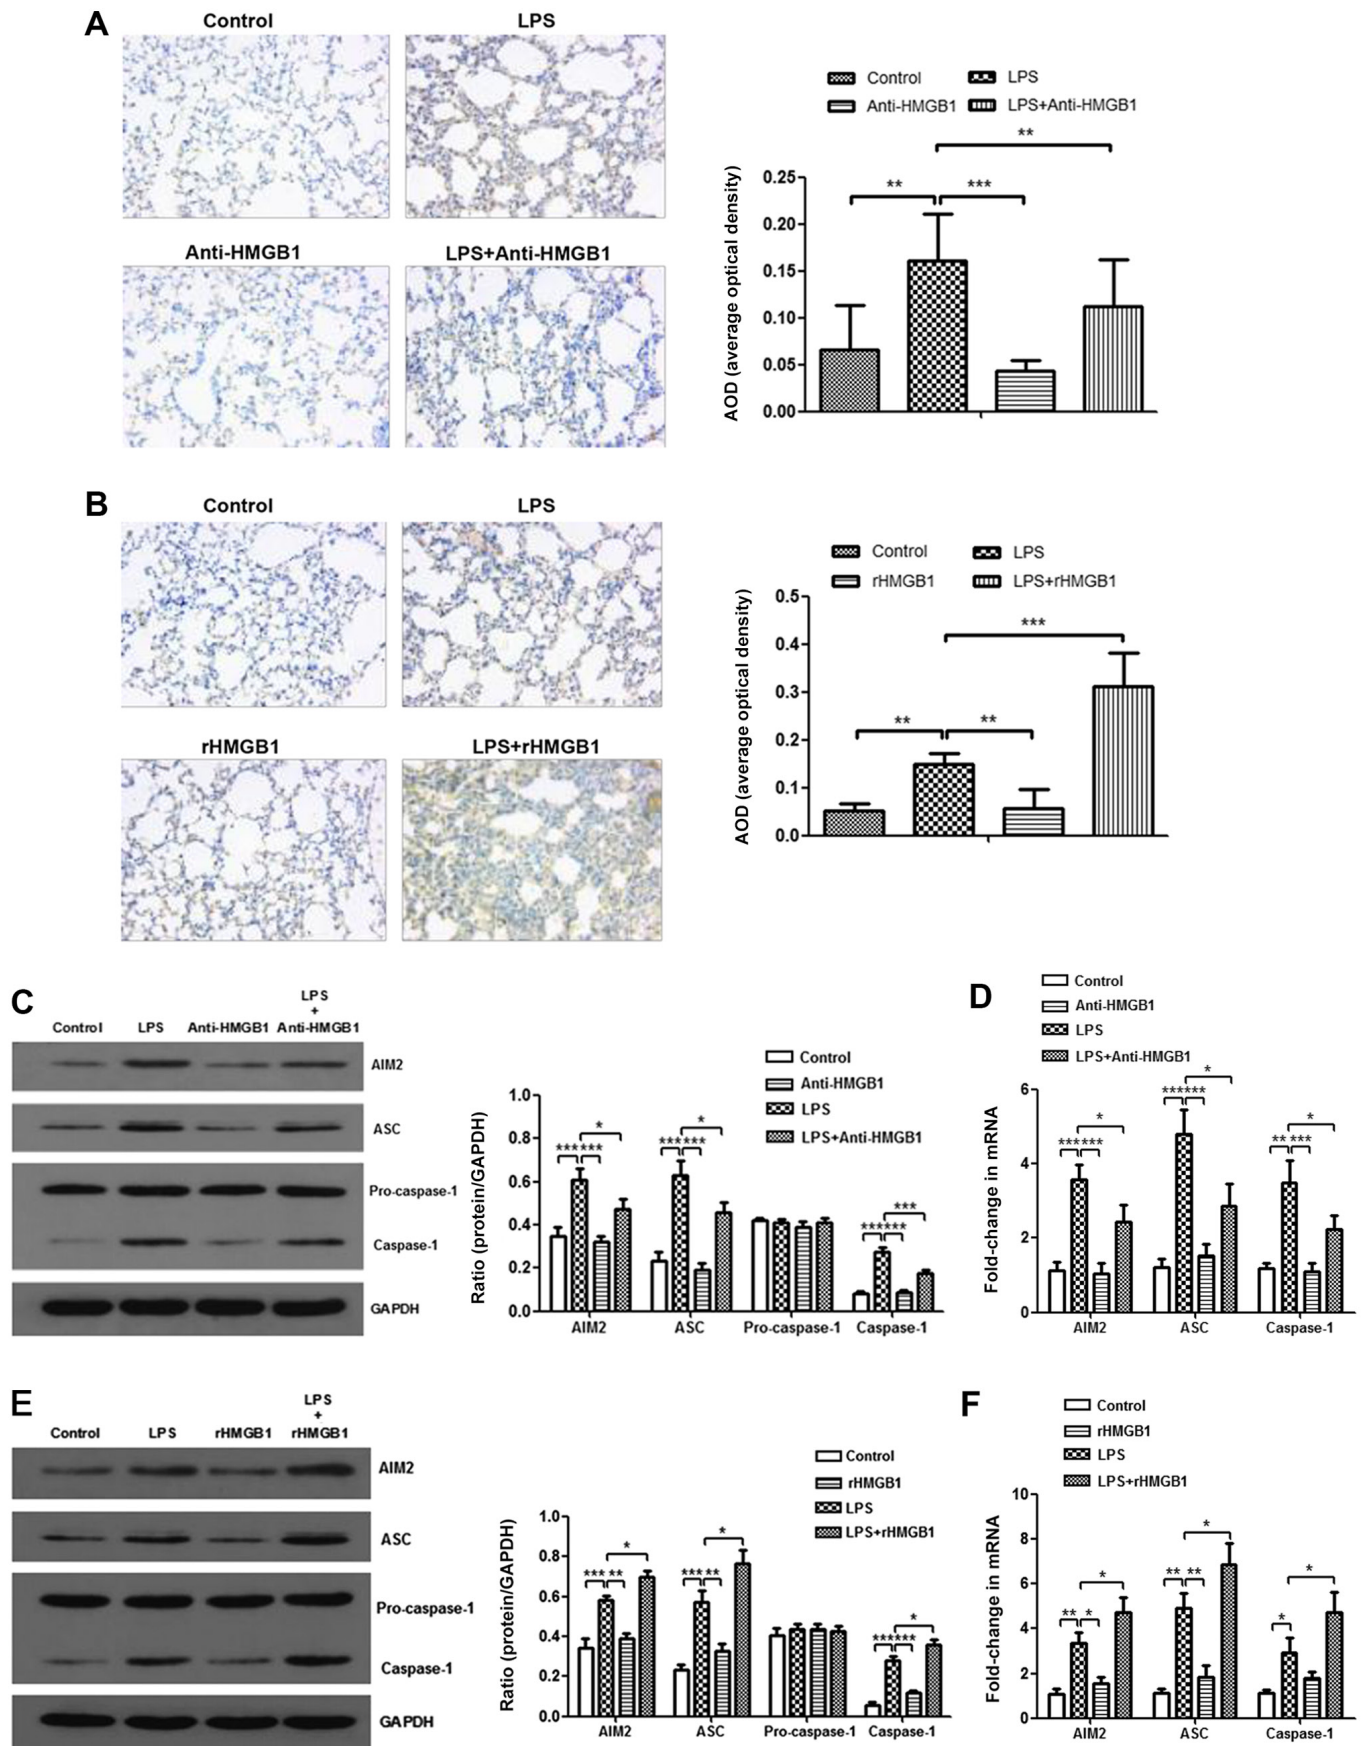 A
Control
LPS
Anti-HMGB1
LPS+Anti-HMGB1
Control
LPS
Anti-HMGB1
LPS+Anti-HMGB1
**
**
***
AOD (average optical density)
0.25
0.20
0.15
0.10
0.05
0.00
B
Control
LPS
rHMGB1
LPS+rHMGB1
Control
LPS
rHMGB1
LPS+rHMGB1
***
**
**
AOD (average optical density)
0.5
0.4
0.3
0.2
0.1
0.0
C
Control
LPS
Anti-HMGB1
LPS
+
Anti-HMGB1
AIM2
ASC
Pro-caspase-1
Caspase-1
GAPDH
Control
Anti-HMGB1
LPS
LPS+Anti-HMGB1
Ratio (protein/GAPDH)
1.0
0.8
0.6
0.4
0.2
0.0
*
******
*
******
***
******
AIM2
ASC
Pro-caspase-1
Caspase-1
D
Control
Anti-HMGB1
LPS
LPS+Anti-HMGB1
Fold-change in mRNA
6
4
2
0
*
******
*
******
*
** ***
AIM2
ASC
Caspase-1
E
Control
LPS
rHMGB1
LPS
+
rHMGB1
AIM2
ASC
Pro-caspase-1
Caspase-1
GAPDH
Control
rHMGB1
LPS
LPS+rHMGB1
Ratio (protein/GAPDH)
1.0
0.8
0.6
0.4
0.2
0.0
*
*** **
*
*** **
*
******
AIM2
ASC
Pro-caspase-1
Caspase-1
F
Control
rHMGB1
LPS
LPS+rHMGB1
Fold-change in mRNA
10
8
6
4
2
0
*
** *
*
** **
*
*
AIM2
ASC
Caspase-1